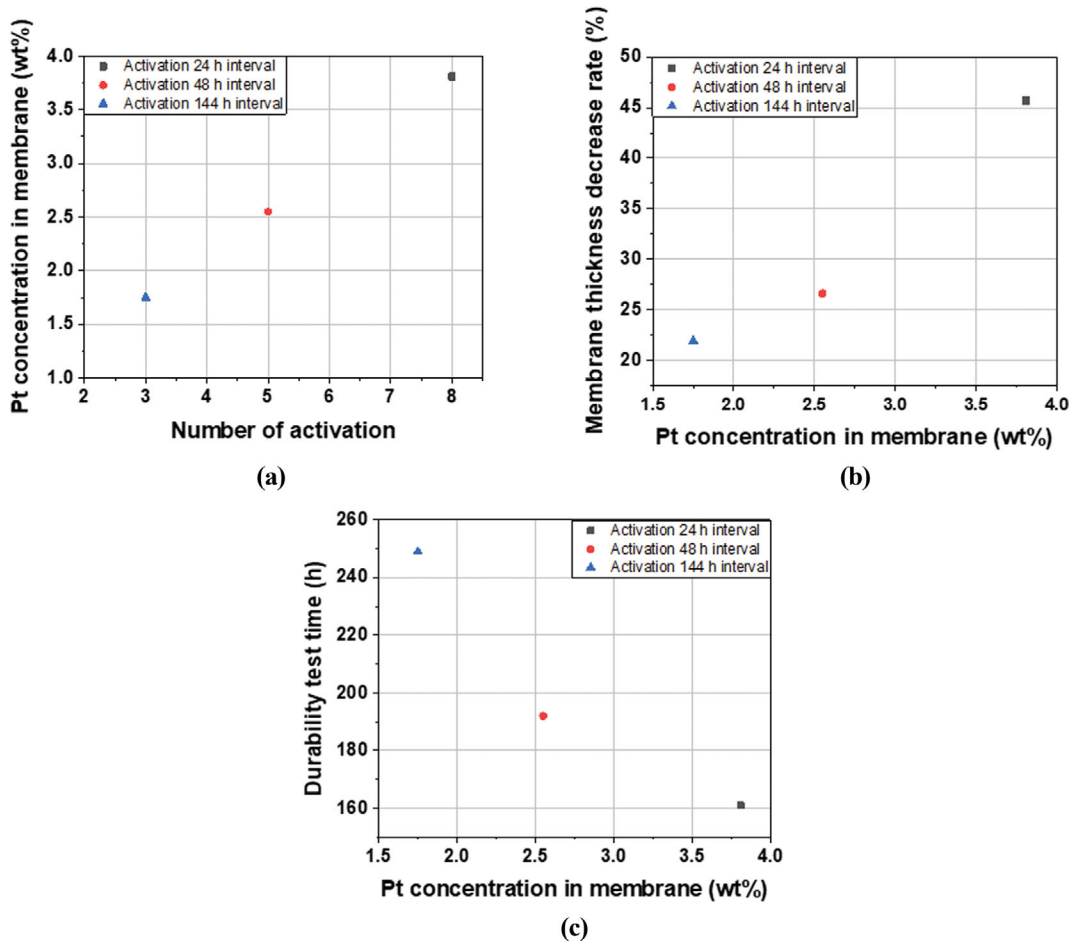 Pt concentration in membrane (wt%)
4.0
3.5
3.0
2.5
2.0
1.5
1.0
Activation 24 h interval
Activation 48 h interval
Activation 144 h interval
2 3 4 5 6 7 8
Number of activation
(a)
Membrane thickness decrease rate (%)
50
45
40
35
30
25
20
Activation 24 h interval
Activation 48 h interval
Activation 144 h interval
1.5 2.0 2.5 3.0 3.5 4.0
Pt concentration in membrane (wt%)
(b)
Durability test time (h)
260
240
220
200
180
160
Activation 24 h interval
Activation 48 h interval
Activation 144 h interval
1.5 2.0 2.5 3.0 3.5 4.0
Pt concentration in membrane (wt%)
(c)